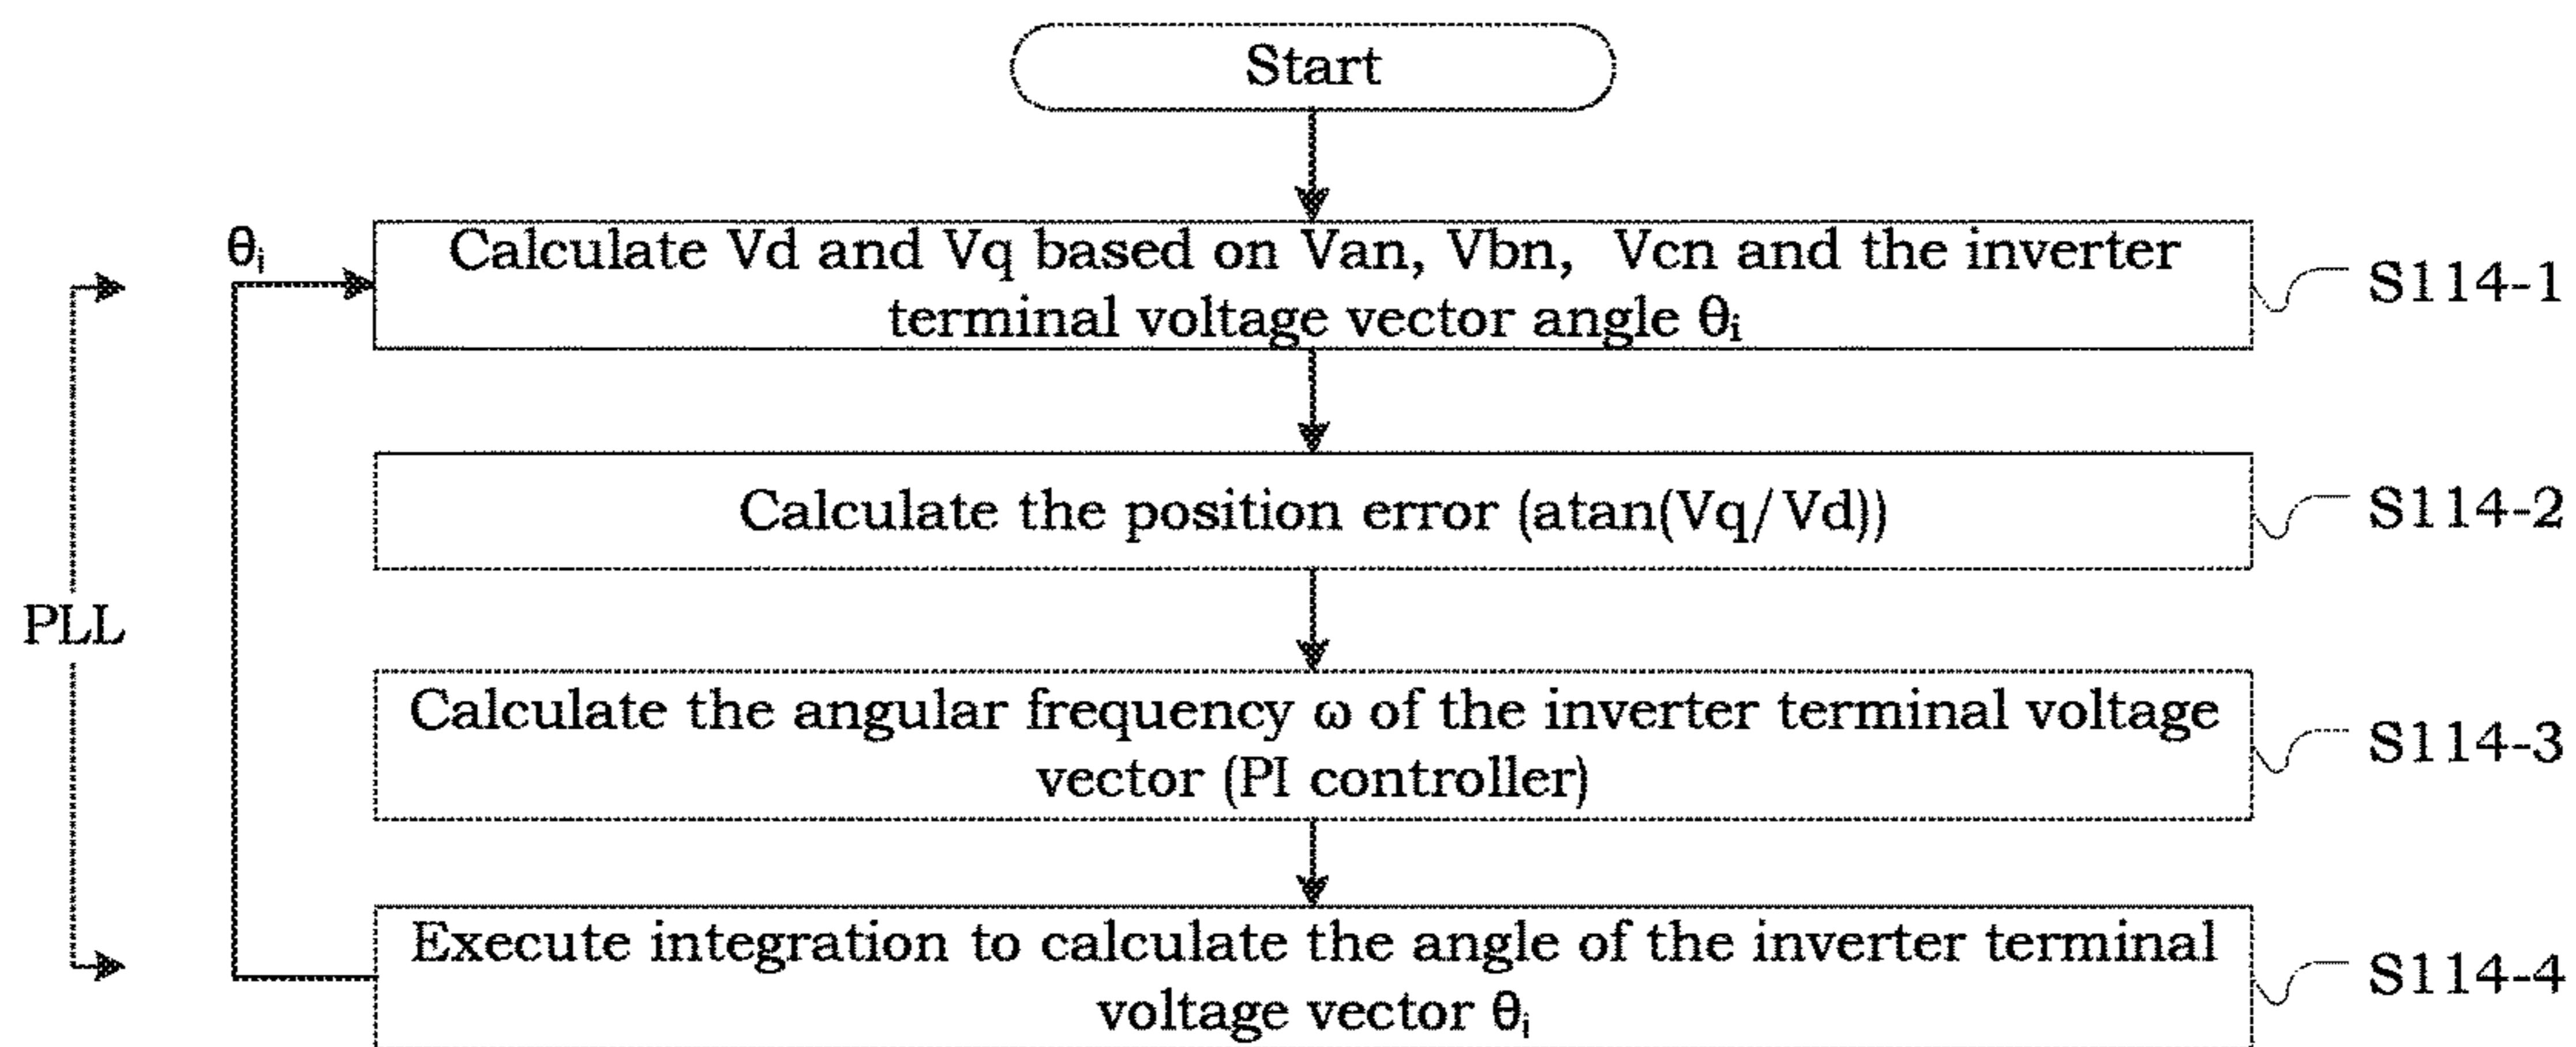 Start
θi
Calculate Vd and Vq based on Van, Vbn, Vcn and the inverter
terminal voltage vector angle θi
S114-1
Calculate the position error (atan(Vq/Vd))
S114-2
PLL
Calculate the angular frequency ω of the inverter terminal voltage
vector (PI controller)
S114-3
Execute integration to calculate the angle of the inverter terminal
voltage vector θi
S114-4